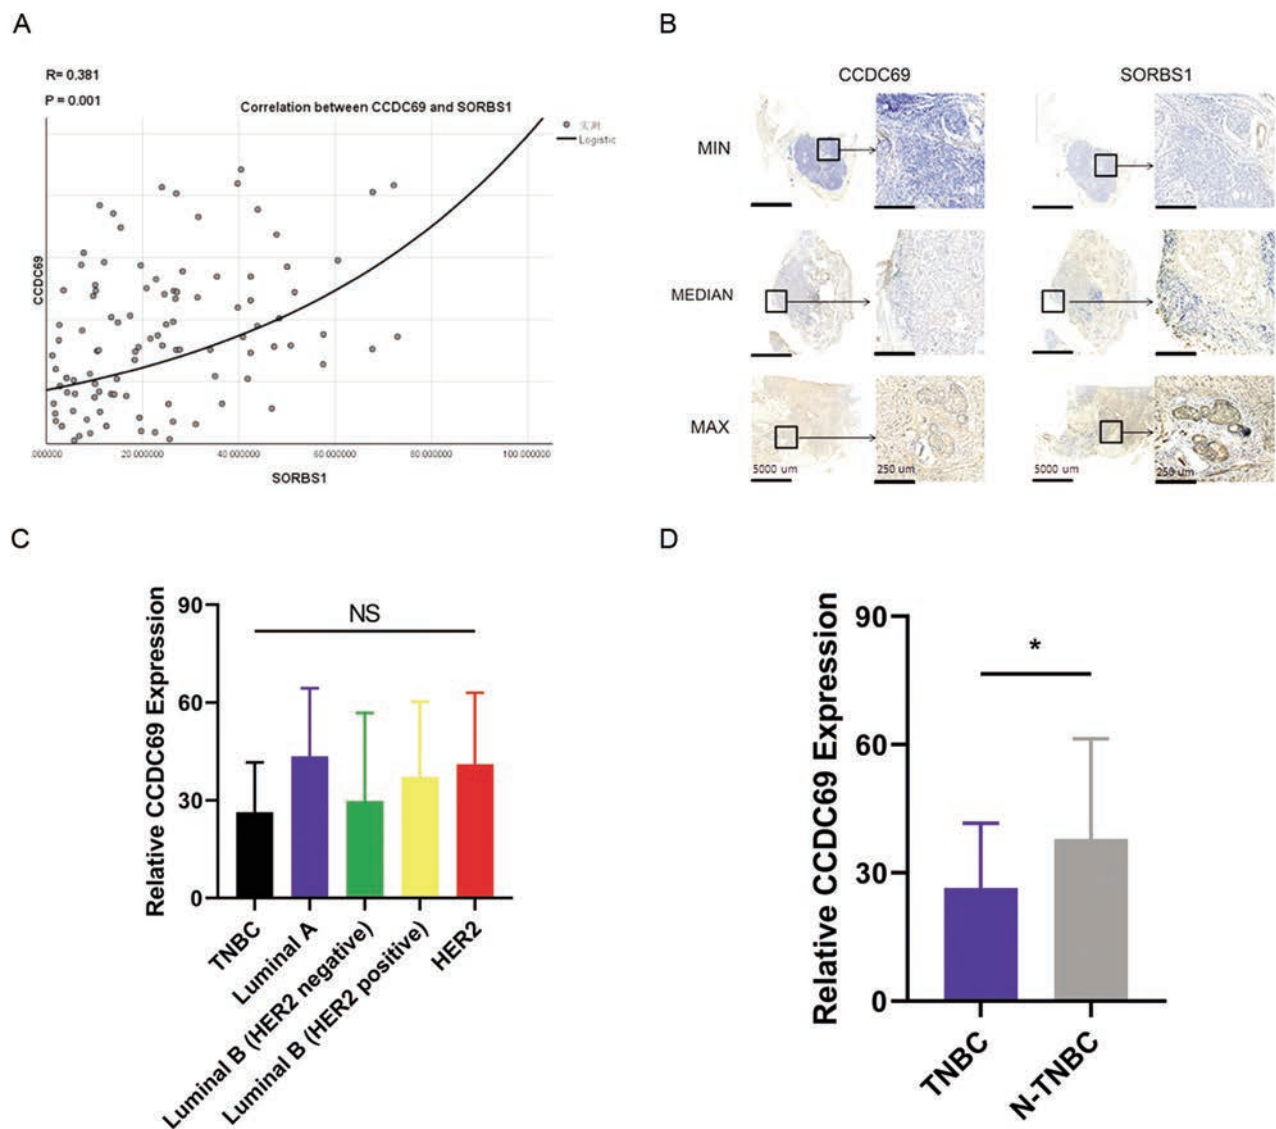 A
R= 0.381
P = 0.001
Correlation between CCDC69 and SORBS1
实测
Logistic
CCDC69
.000000 20 000000 40 000000 60 000000 80 000000 100 000000
SORBS1
B
CCDC69 SORBS1
MIN
MEDIAN
MAX
5000 um 250 um 5000 um 250 um
C
Relative CCDC69 Expression
90
60
30
0
NS
TNBC
Luminal A
Luminal B (HER2 negative)
Luminal B (HER2 positive)
HER2
D
Relative CCDC69 Expression
90
60
30
0
*
TNBC
N-TNBC